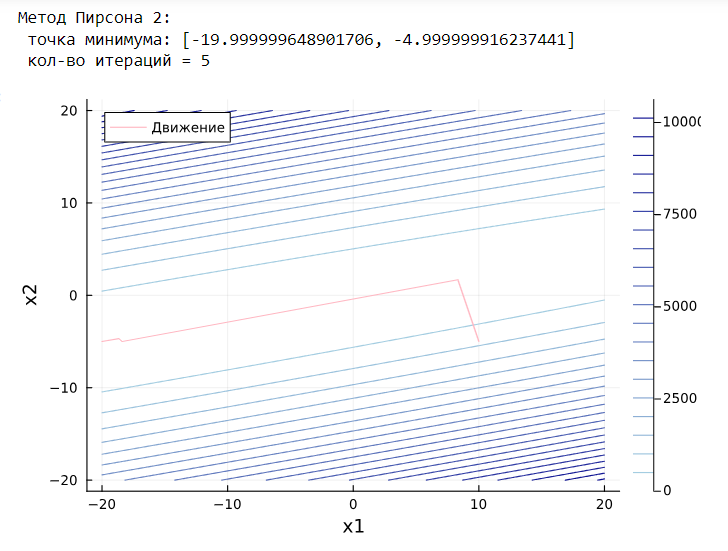 Метод Пирсона 2:
точка минимума: [-19.999999648901706, -4.999999916237441]
кол-во итераций = 5
Движение
20
10
0
−10
−20
x2
−20
−10
0
10
20
x1
7500
5000
2500
0